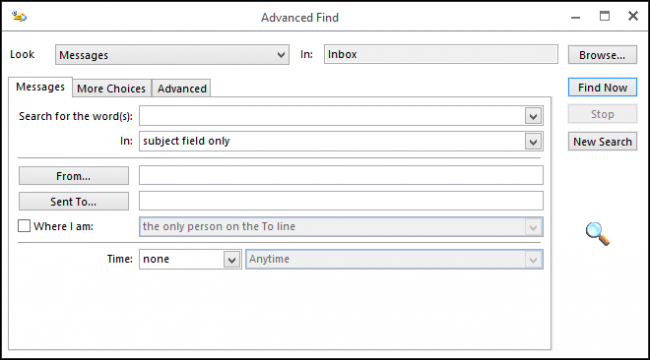 Advanced Find
Look Messages In: Inbox Browse...
Messages More Choices Advanced Find Now
Search for the word(s): Stop
In: subject field only New Search
From...
Sent To...
Where I am: the only person on the To line
Time: none Anytime